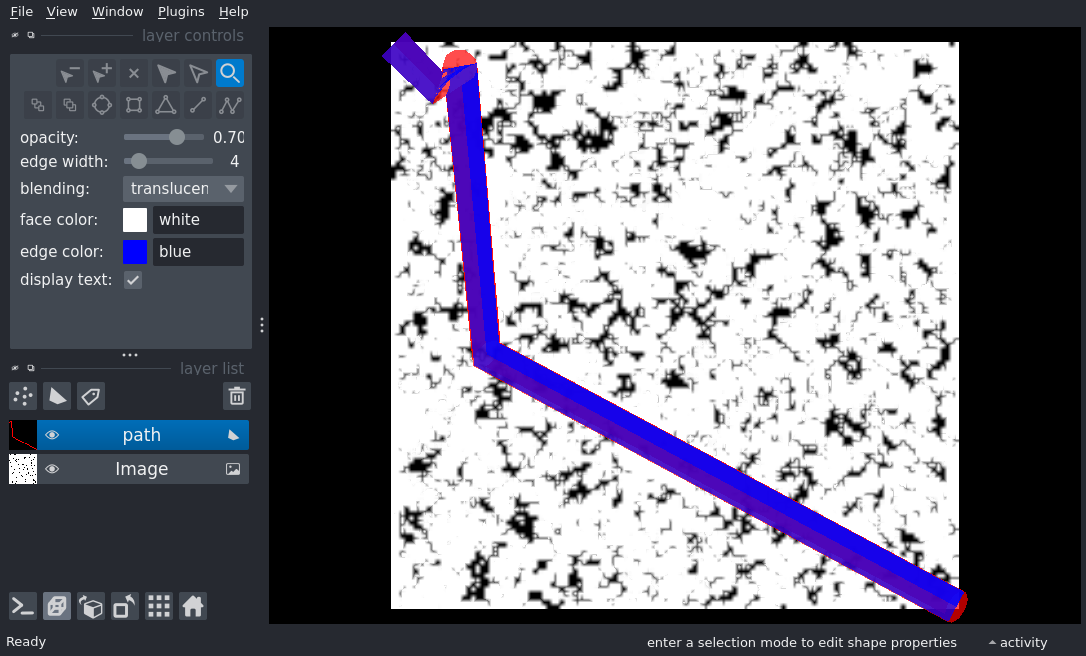 File View Window Plugins Help
layer controls
opacity: 0.70
edge width: 4
blending: translucen
face color: white
edge color: blue
display text:
layer list
path
Image
Ready enter a selection mode to edit shape properties activity